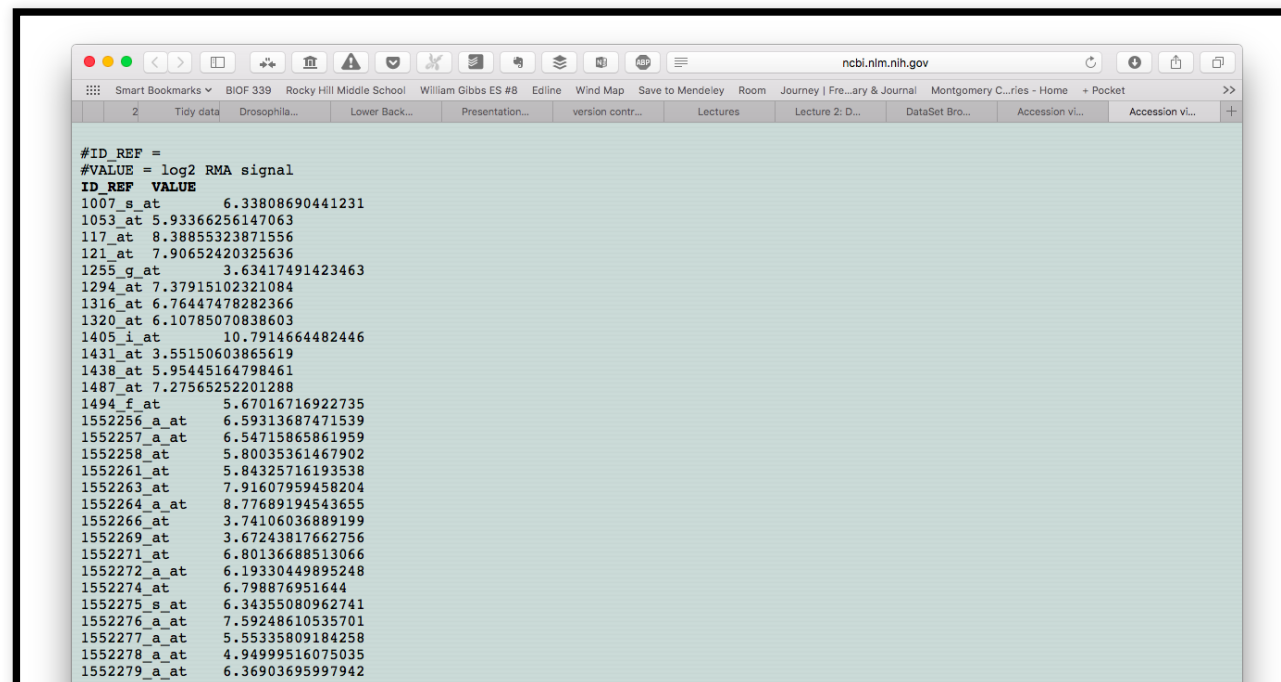 ncbi.nlm.nih.gov
Smart Bookmarks BIOF 339 Rocky Hill Middle School William Gibbs ES #8 Edline Wind Map Save to Mendeley Room Journey | Fre...ary & Journal Montgomery C...ries - Home + Pocket >>
2 Tidy data Drosophila... Lower Back... Presentation... version contr... Lectures Lecture 2: D... DataSet Bro... Accession vi... Accession vi... +
#ID_REF =
#VALUE = log2 RMA signal
ID_REF VALUE
1007_s_at 6.33808690441231
1053_at 5.93366256147063
117_at 8.38855323871556
121_at 7.90652420325636
1255_g_at 3.63417491423463
1294_at 7.37915102321084
1316_at 6.76447478282366
1320_at 6.10785070838603
1405_i_at 10.7914664482446
1431_at 3.55150603865619
1438_at 5.95445164798461
1487_at 7.27565252201288
1494_f_at 5.67016716922735
1552256_a_at 6.59313687471539
1552257_a_at 6.54715865861959
1552258_at 5.80035361467902
1552261_at 5.84325716193538
1552263_at 7.91607959458204
1552264_a_at 8.77689194543655
1552266_at 3.74106036889199
1552269_at 3.67243817662756
1552271_at 6.80136688513066
1552272_a_at 6.19330449895248
1552274_at 6.798876951644
1552275_s_at 6.34355080962741
1552276_a_at 7.59248610535701
1552277_a_at 5.55335809184258
1552278_a_at 4.94999516075035
1552279_a_at 6.36903695997942